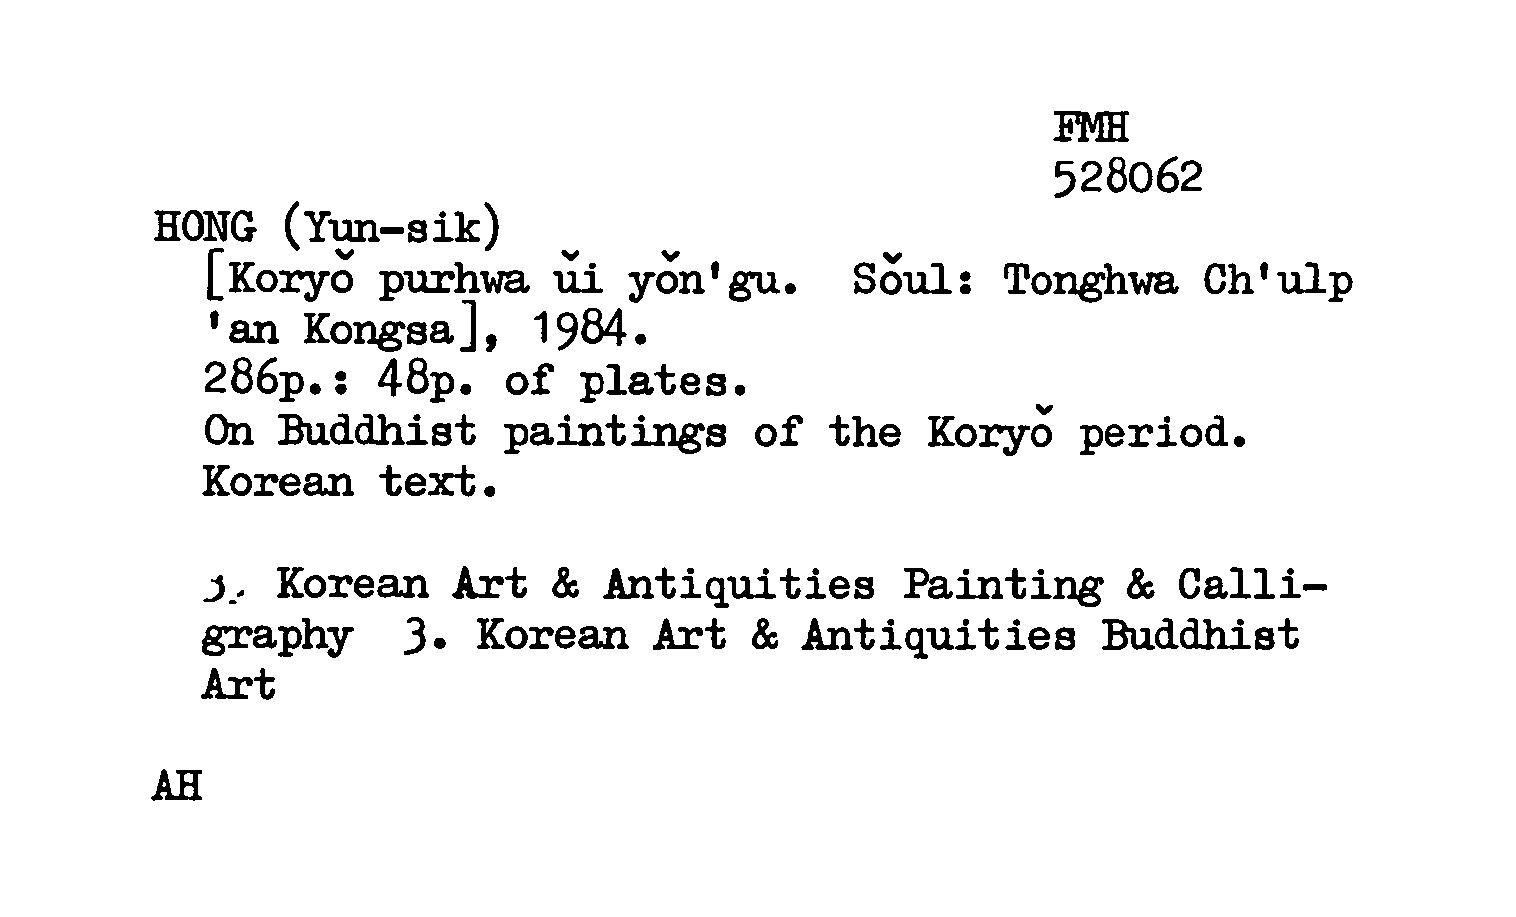 FMH
528062
HONG (Yun-sik)
[Koryŏ purhwa ŭi yŏn'gu. Sŏul: Tonghwa Ch'ulp
'an Kongsa], 1984.
286p.: 48p. of plates.
On Buddhist paintings of the Koryŏ period.
Korean text.
3. Korean Art & Antiquities Painting & Calli-
graphy 3. Korean Art & Antiquities Buddhist
Art
AH